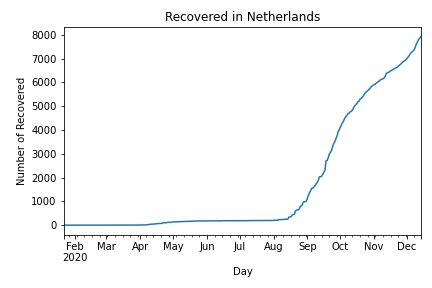 Recovered in Netherlands
Number of Recovered
8000
7000
6000
5000
4000
3000
2000
1000
0
Feb Mar Apr May Jun Jul Aug Sep Oct Nov Dec
2020
Day